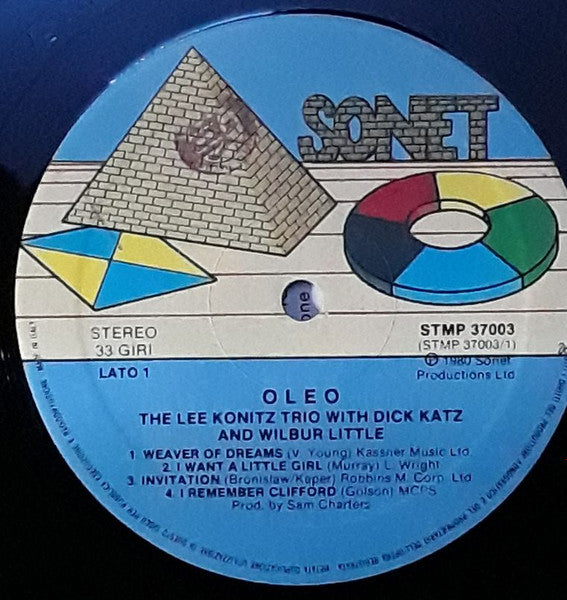 SONET
STEREO
33 GIRI
LATO 1
STMP 37003
(STMP 37003/1)
Ⓟ 1980 Sonet
Productions Ltd
OLEO
THE LEE KONITZ TRIO WITH DICK KATZ
AND WILBUR LITTLE
1 WEAVER OF DREAMS (V. Young) Kassner Music Ltd.
2. I WANT A LITTLE GIRL (Murray) L. Wright
3. INVITATION (Bronislaw/Kaper) Robbins M. Corp. Ltd
4. I REMEMBER CLIFFORD (Golson) MCPS
Prod. by Sam Charters